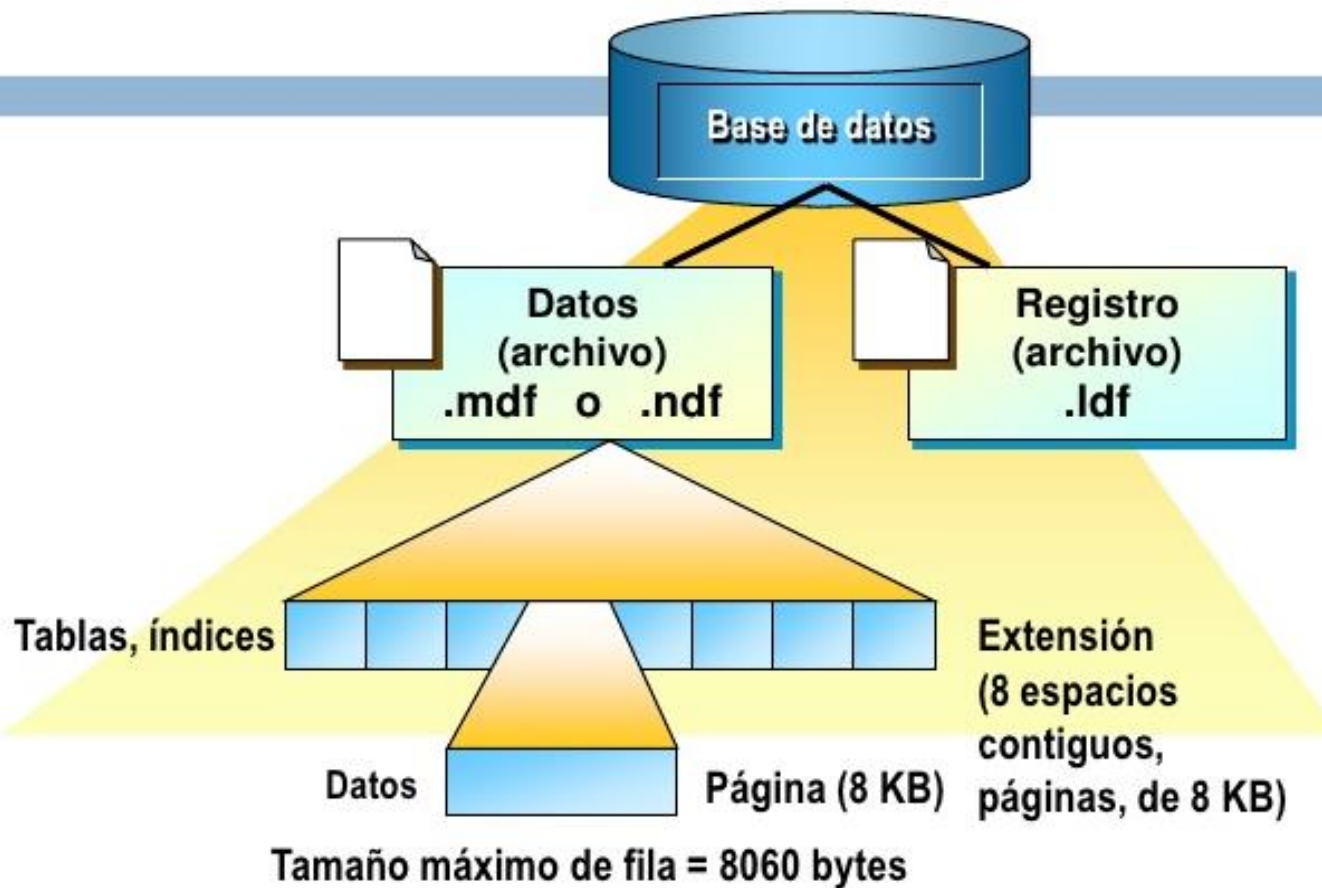 Base de datos
Datos
(archivo)
.mdf o .ndf
Registro
(archivo)
.ldf
Tablas, índices
Extensión
(8 espacios
contiguos,
páginas, de 8 KB)
Datos
Página (8 KB)
Tamaño máximo de fila = 8060 bytes